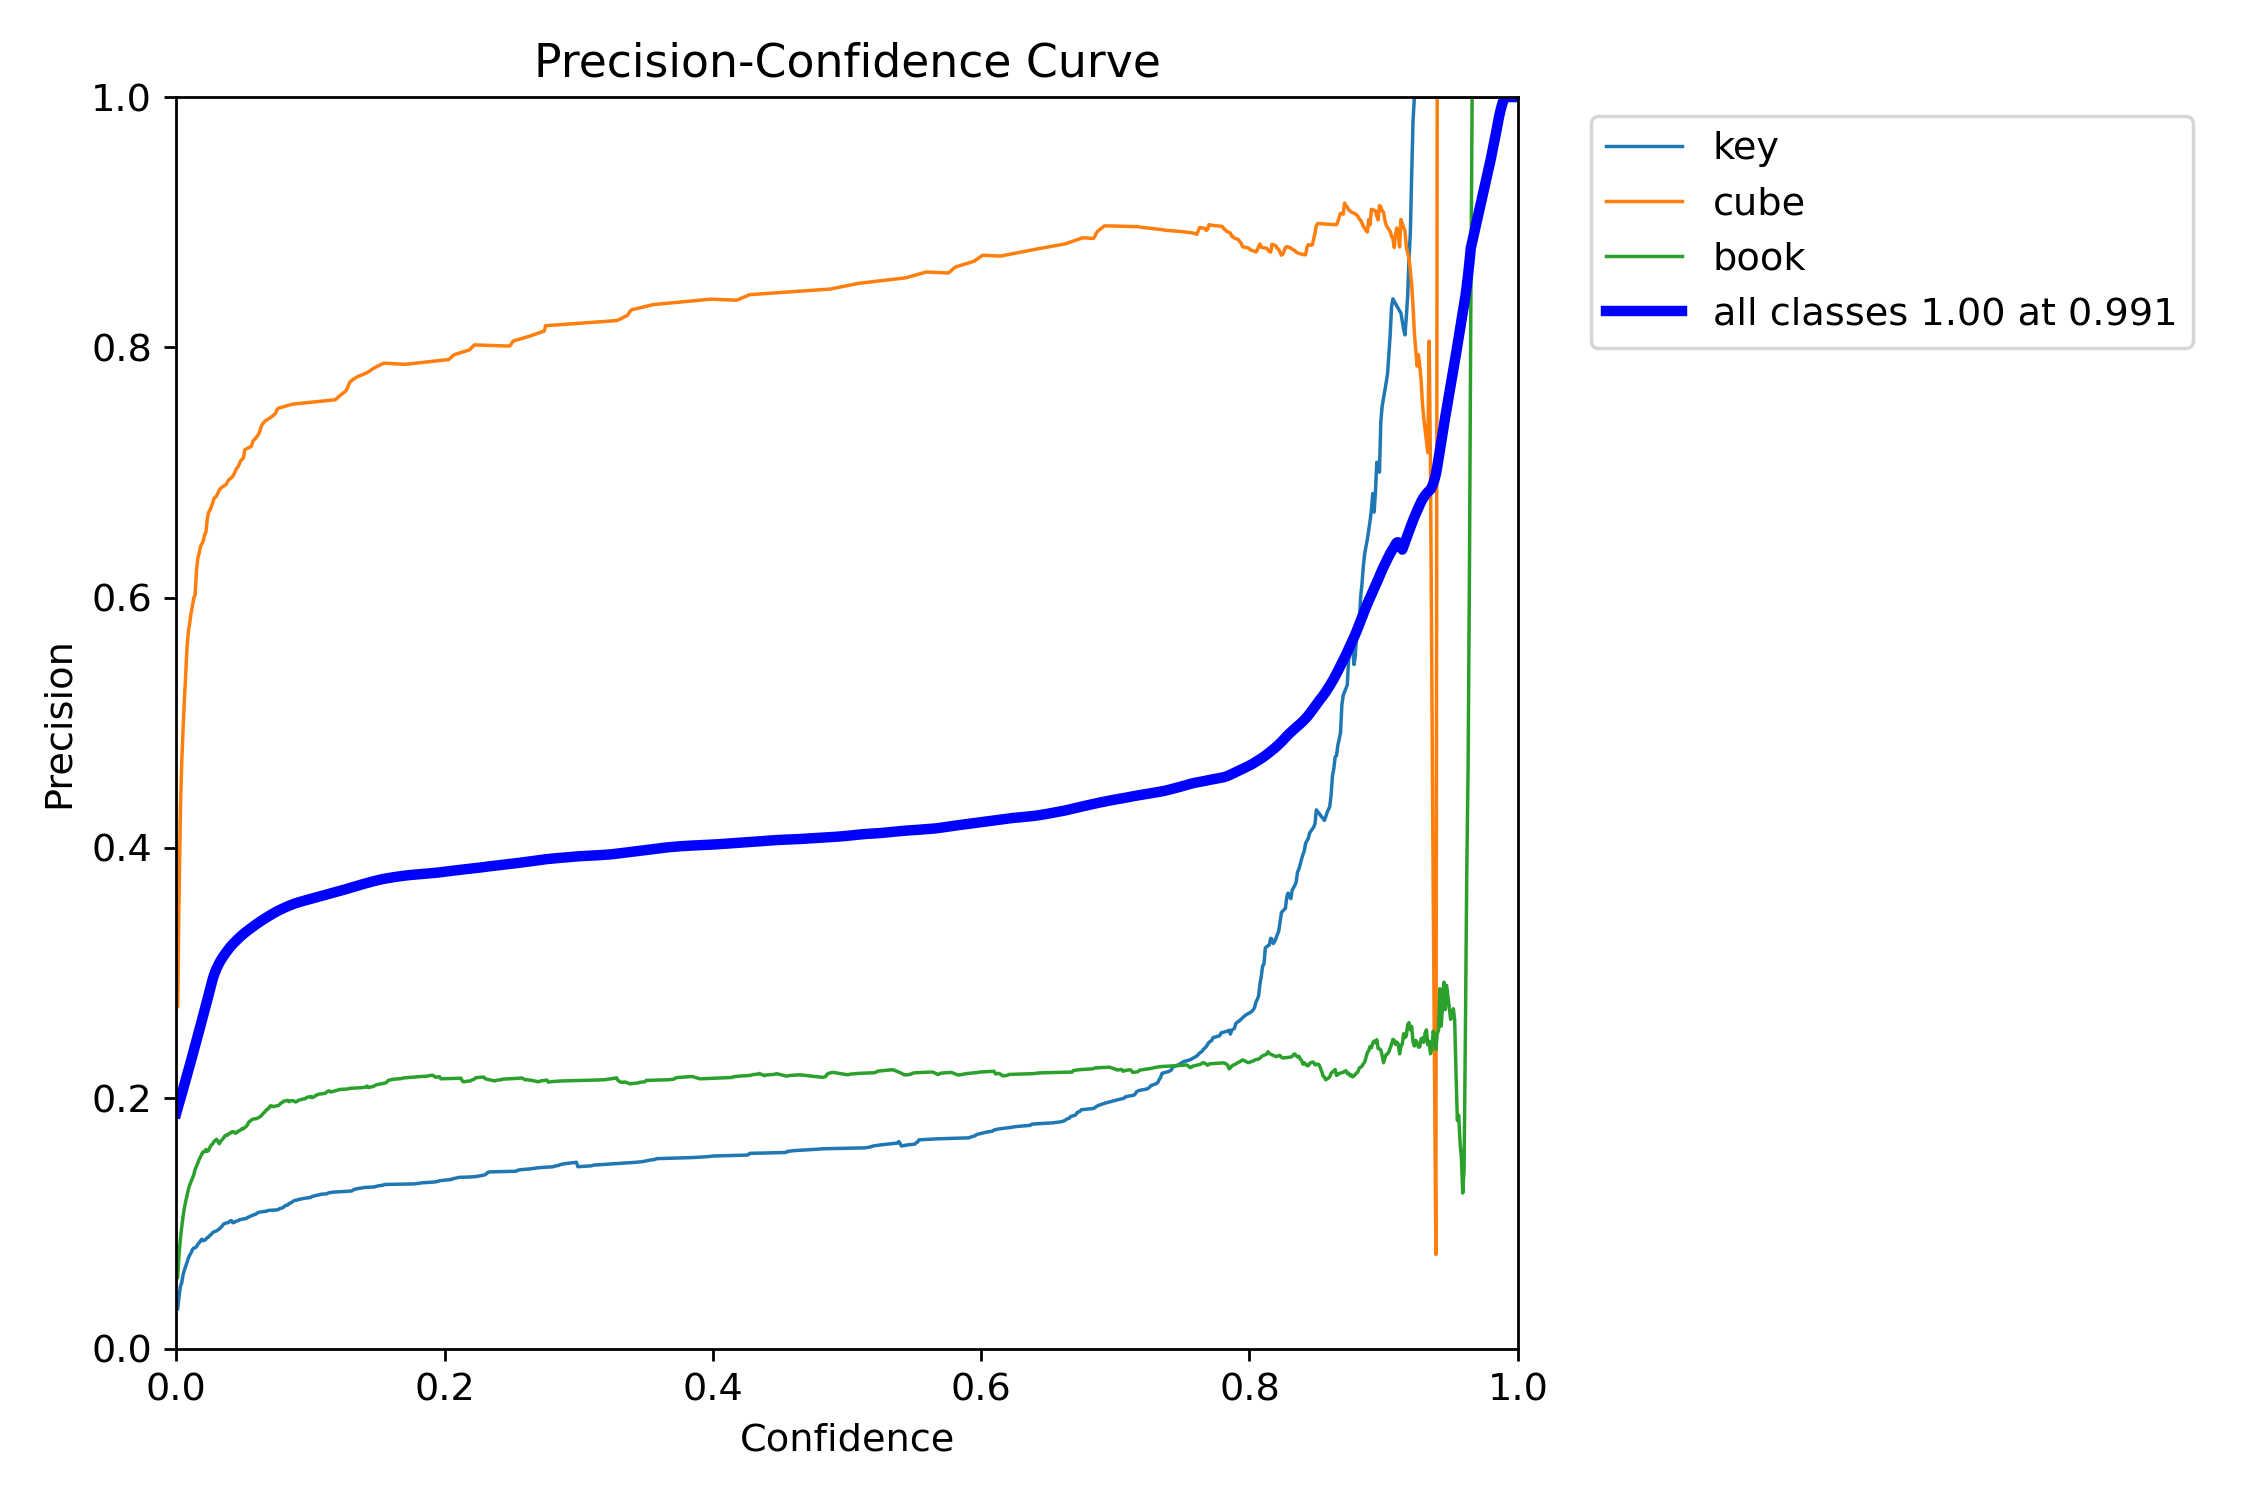 Precision-Confidence Curve
1.0
0.8
0.6
0.4
0.2
0.0
Precision
0.0 0.2 0.4 0.6 0.8 1.0
Confidence
key
cube
book
all classes 1.00 at 0.991